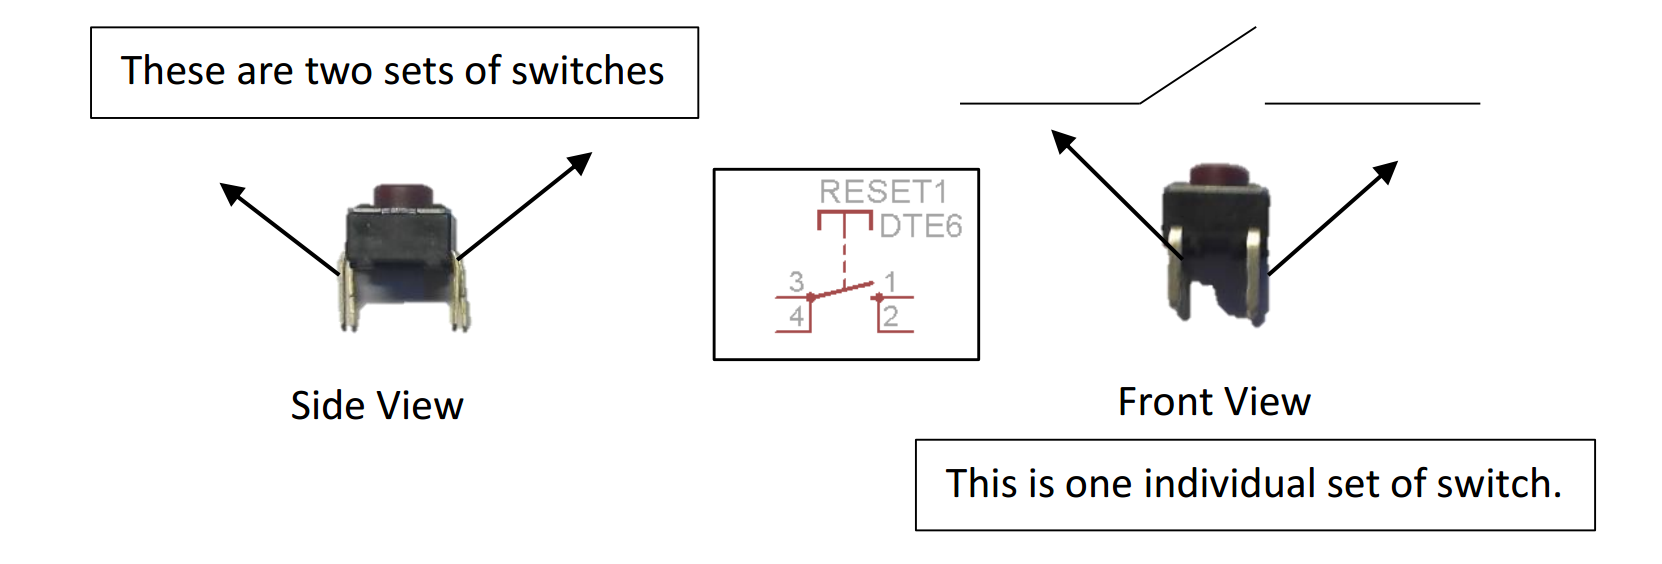 These are two sets of switches
RESET1
DTE6
3
1
4
2
Side View
Front View
This is one individual set of switch.